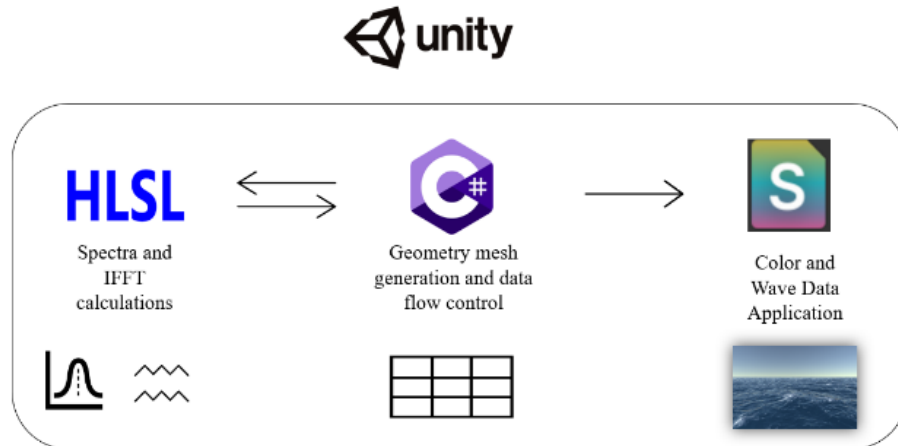 unity
HLSL
Spectra and
IFFT
calculations
C#
Geometry mesh
generation and data
flow control
S
Color and
Wave Data
Application